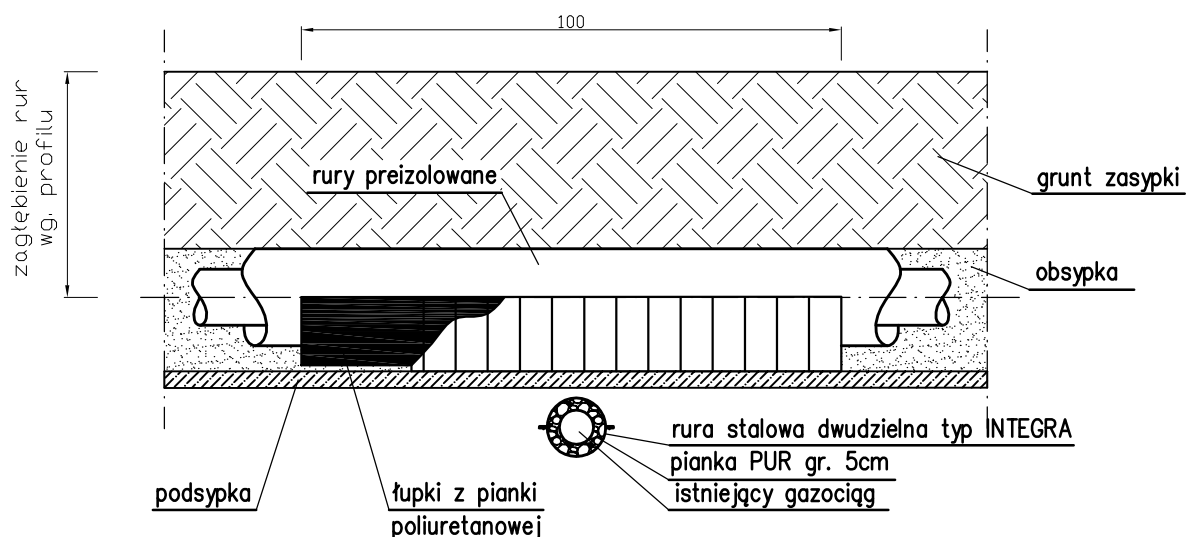 100
zagłębienie rur
wg. profilu
rury preizolowane
grunt zasypki
obsypka
rura stalowa dwudzielna typ INTEGRA
pianka PUR gr. 5cm
istniejący gazociąg
podsypka
łupki z pianki
poliuretanowej